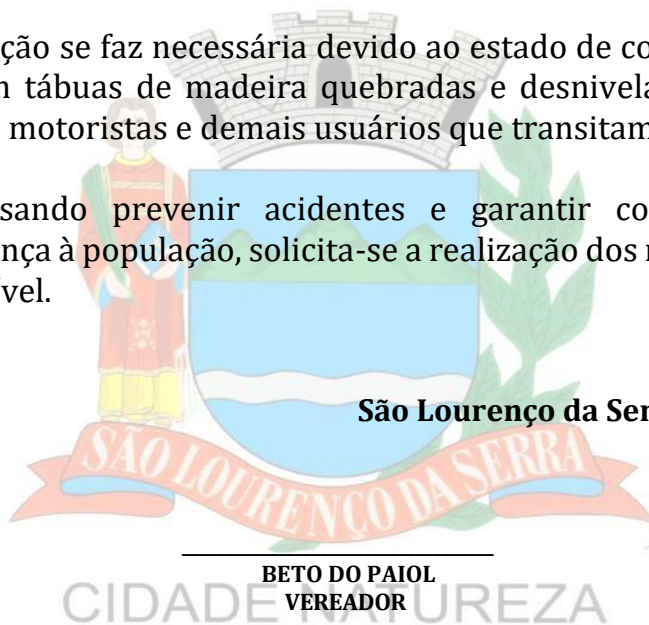 ção se faz necessária devido ao estado de co
tábuas de madeira quebradas e desnivela
motoristas e demais usuários que transitam
sando prevenir acidentes e garantir co
nça à população, solicita-se a realização dos
vel.
São Lourenço da Ser
SÃO LOURENÇO DA SERRA
BETO DO PAIOL
VEREADOR
CIDADE NATUREZA